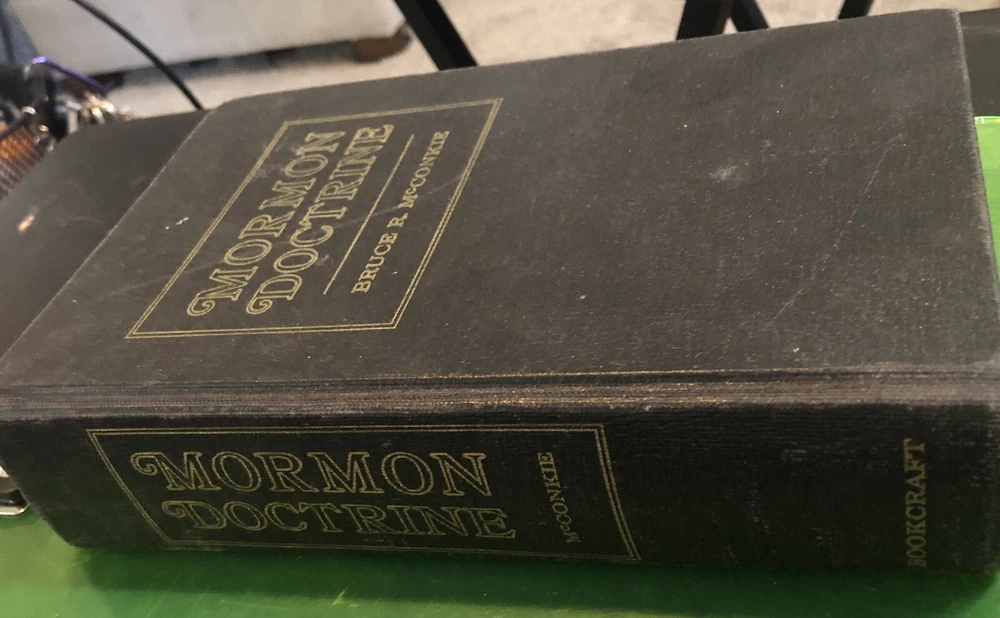 MORMON
DOCTRINE
BRUCE R. McCONKIE
MORMON
DOCTRINE
McCONKIE
BOOKCRAFT